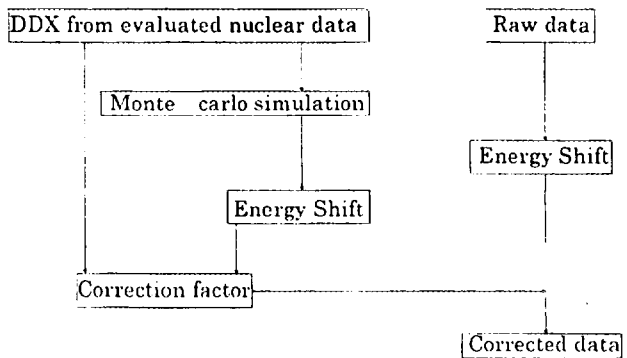 DDX from evaluated nuclear data
Raw data
Monte carlo simulation
Energy Shift
Energy Shift
Correction factor
Corrected data